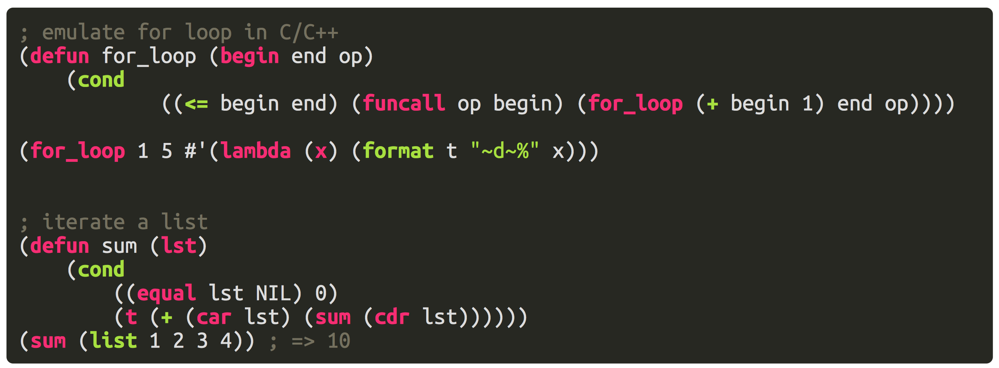 ; emulate for loop in C/C++
(defun for_loop (begin end op)
    (cond
            ((<= begin end) (funcall op begin) (for_loop (+ begin 1) end op))))
(for_loop 1 5 #'(lambda (x) (format t "~d~%" x)))
; iterate a list
(defun sum (lst)
    (cond
        ((equal lst NIL) 0)
        (t (+ (car lst) (sum (cdr lst))))))
(sum (list 1 2 3 4)) ; => 10